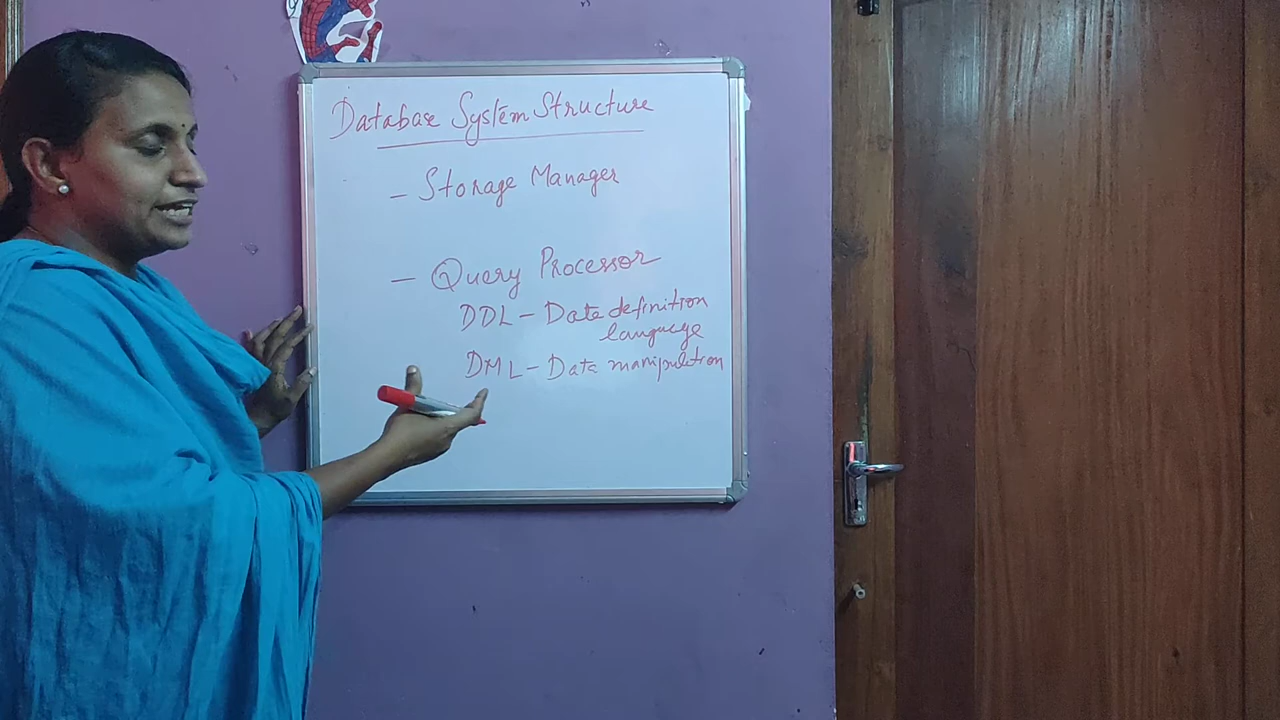 Database System Structure
- Storage Manager
- Query Processor
DDL - Data definition
language
DML - Data manipulation